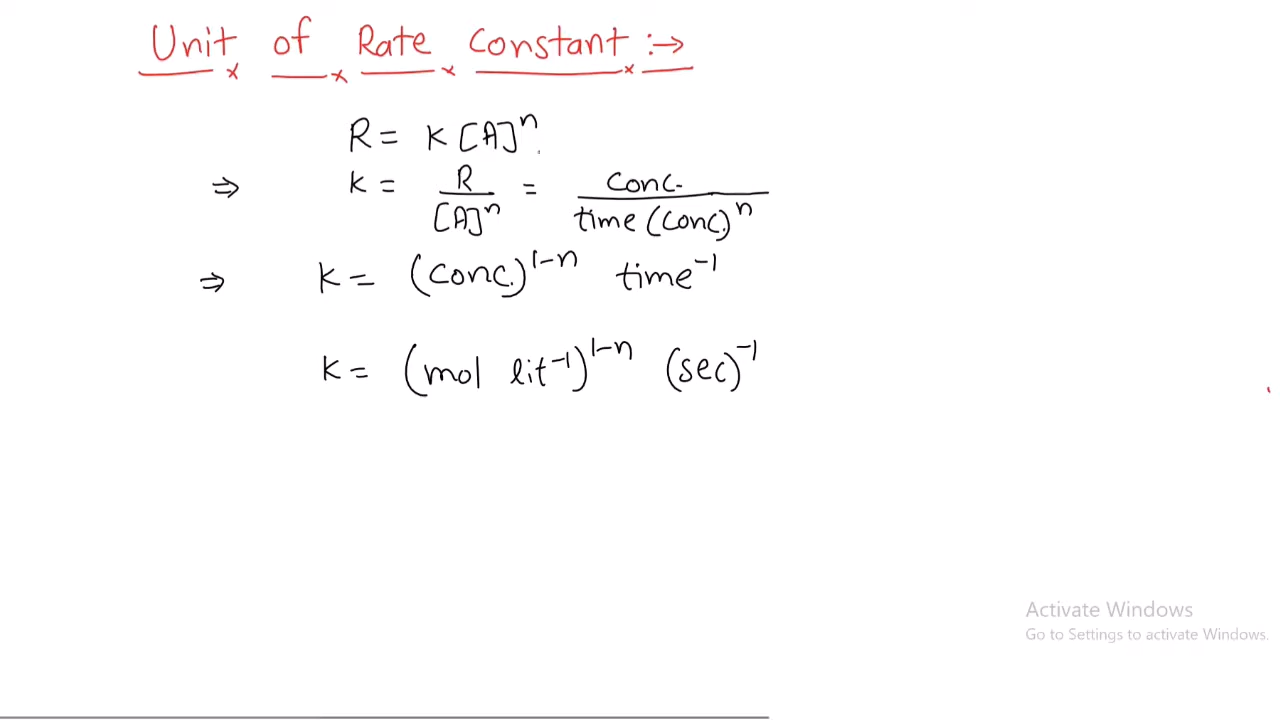 Unit of Rate Constant :→
R = K [A]ⁿ
⇒ K = R / [A]ⁿ = Conc. / time (Conc.)ⁿ
⇒ K = (Conc.)¹⁻ⁿ time⁻¹
K = (mol lit⁻¹)¹⁻ⁿ (sec)⁻¹
Activate Windows
Go to Settings to activate Windows.